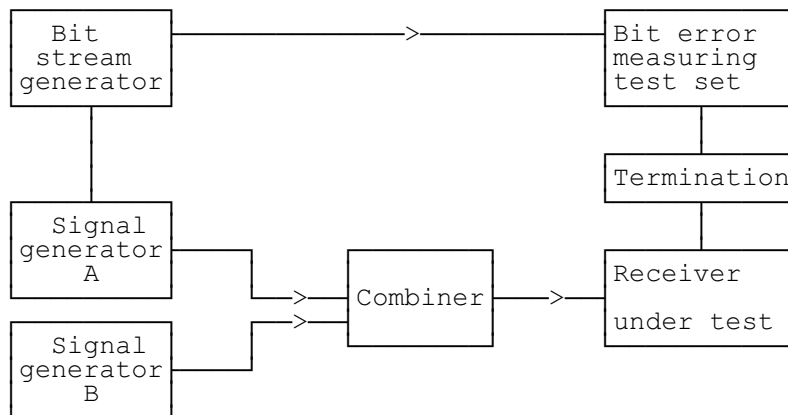 Bit
stream
generator
Bit error
measuring
test set
Termination
Signal
generator
A
Combiner
Receiver
under test
Signal
generator
B